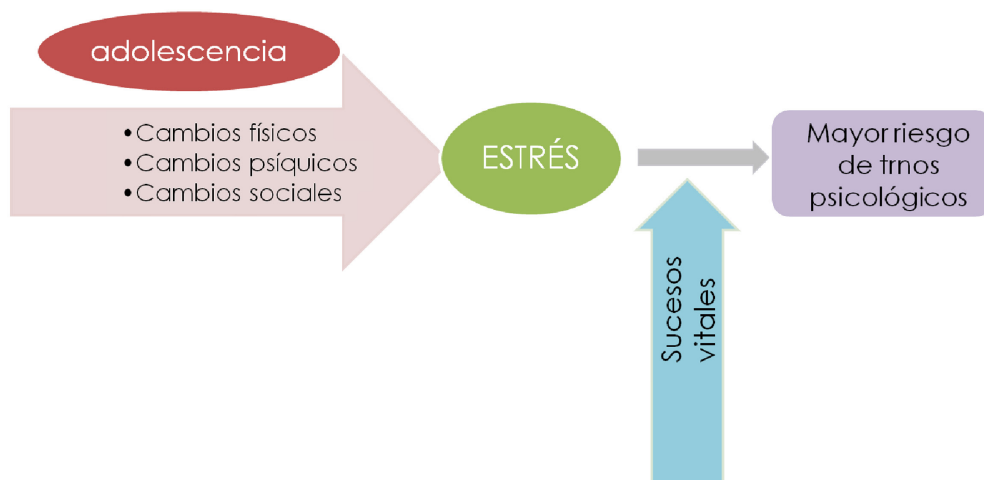 adolescencia
•Cambios físicos
•Cambios psíquicos
•Cambios sociales
ESTRÉS
Mayor riesgo
de trnos
psicológicos
Sucesos
vitales